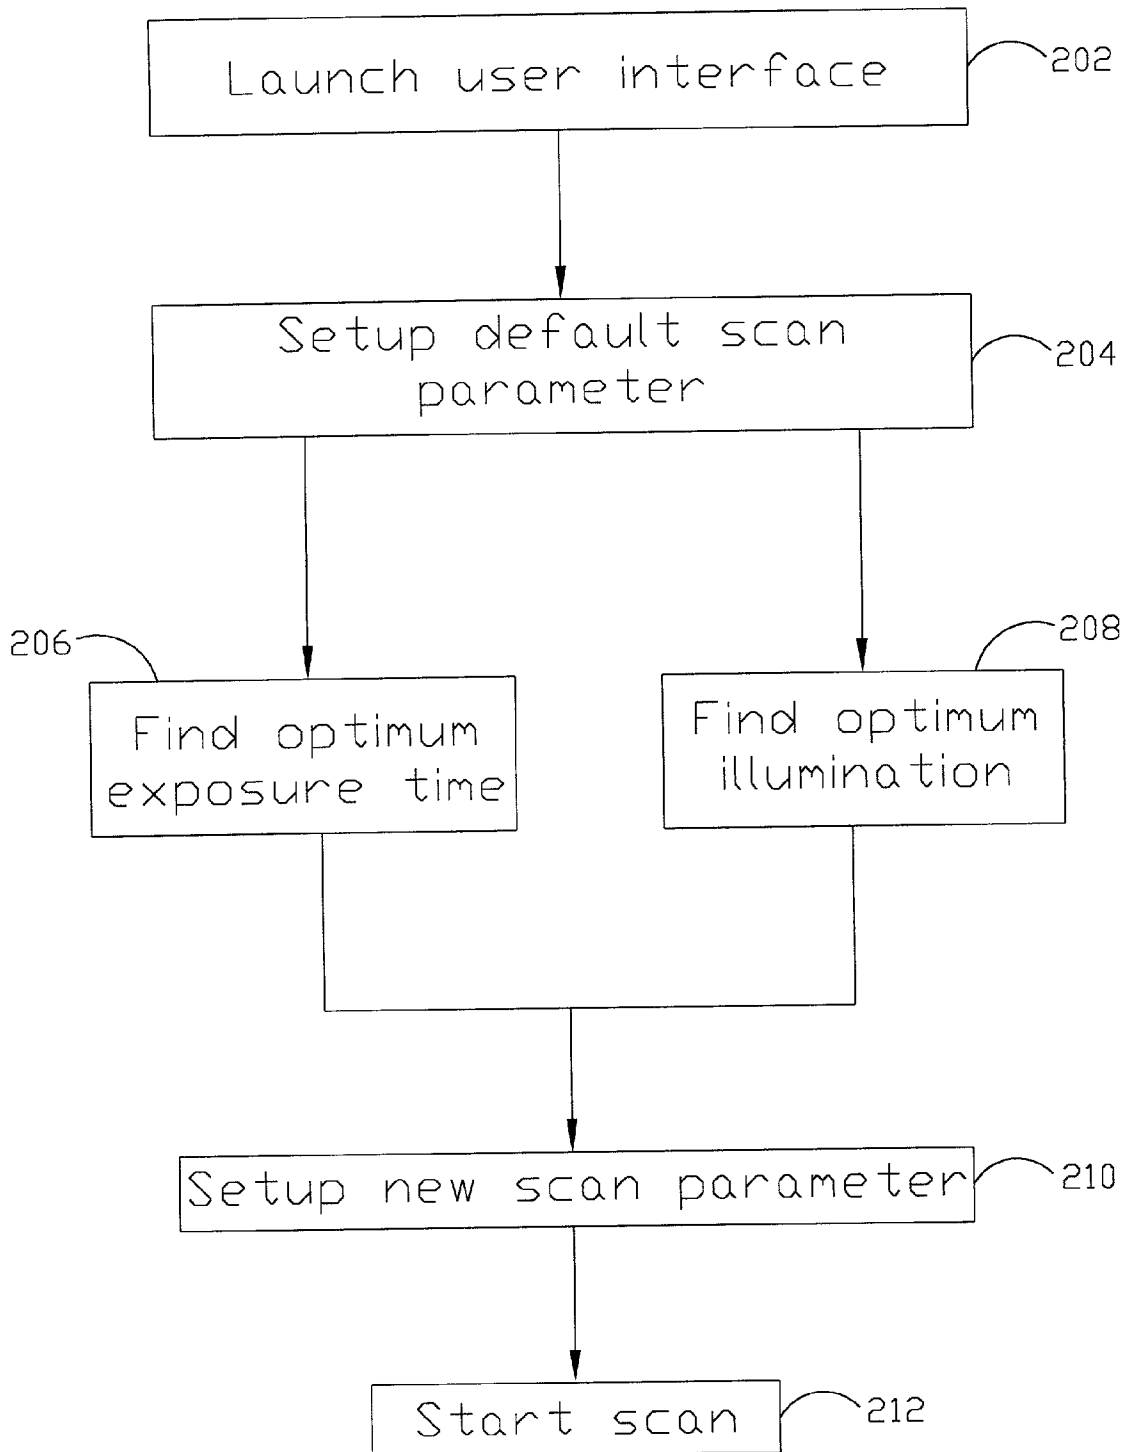 Launch user interface
202
Setup default scan
parameter
204
206
208
Find optimum
exposure time
Find optimum
illumination
Setup new scan parameter
210
Start scan
212